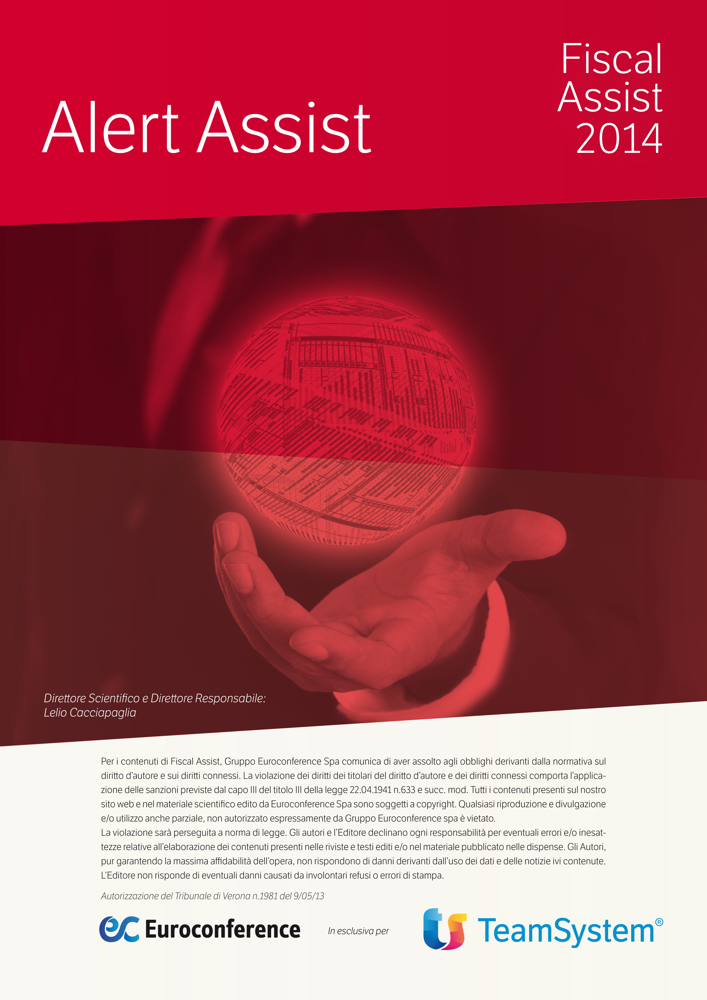 Fiscal
Assist
2014
Alert Assist
Direttore Scientifico e Direttore Responsabile:
Lelio Cacciapaglia
Per i contenuti di Fiscal Assist, Gruppo Euroconference Spa comunica di aver assolto agli obblighi derivanti dalla normativa sul
diritto d’autore e sui diritti connessi. La violazione dei diritti dei titolari del diritto d’autore e dei diritti connessi comporta l’applica-
zione delle sanzioni previste dal capo III del titolo III della legge 22.04.1941 n.633 e succ. mod. Tutti i contenuti presenti sul nostro
sito web e nel materiale scientifico edito da Euroconference Spa sono soggetti a copyright. Qualsiasi riproduzione e divulgazione
e/o utilizzo anche parziale, non autorizzato espressamente da Gruppo Euroconference spa è vietato.
La violazione sarà perseguita a norma di legge. Gli autori e l’Editore declinano ogni responsabilità per eventuali errori e/o inesat-
tezze relative all’elaborazione dei contenuti presenti nelle riviste e testi editi e/o nel materiale pubblicato nelle dispense. Gli Autori,
pur garantendo la massima affidabilità dell’opera, non rispondono di danni derivanti dall’uso dei dati e delle notizie ivi contenute.
L’Editore non risponde di eventuali danni causati da involontari refusi o errori di stampa.
Autorizzazione del Tribunale di Verona n.1981 del 9/05/13
ec Euroconference
In esclusiva per
ts TeamSystem®